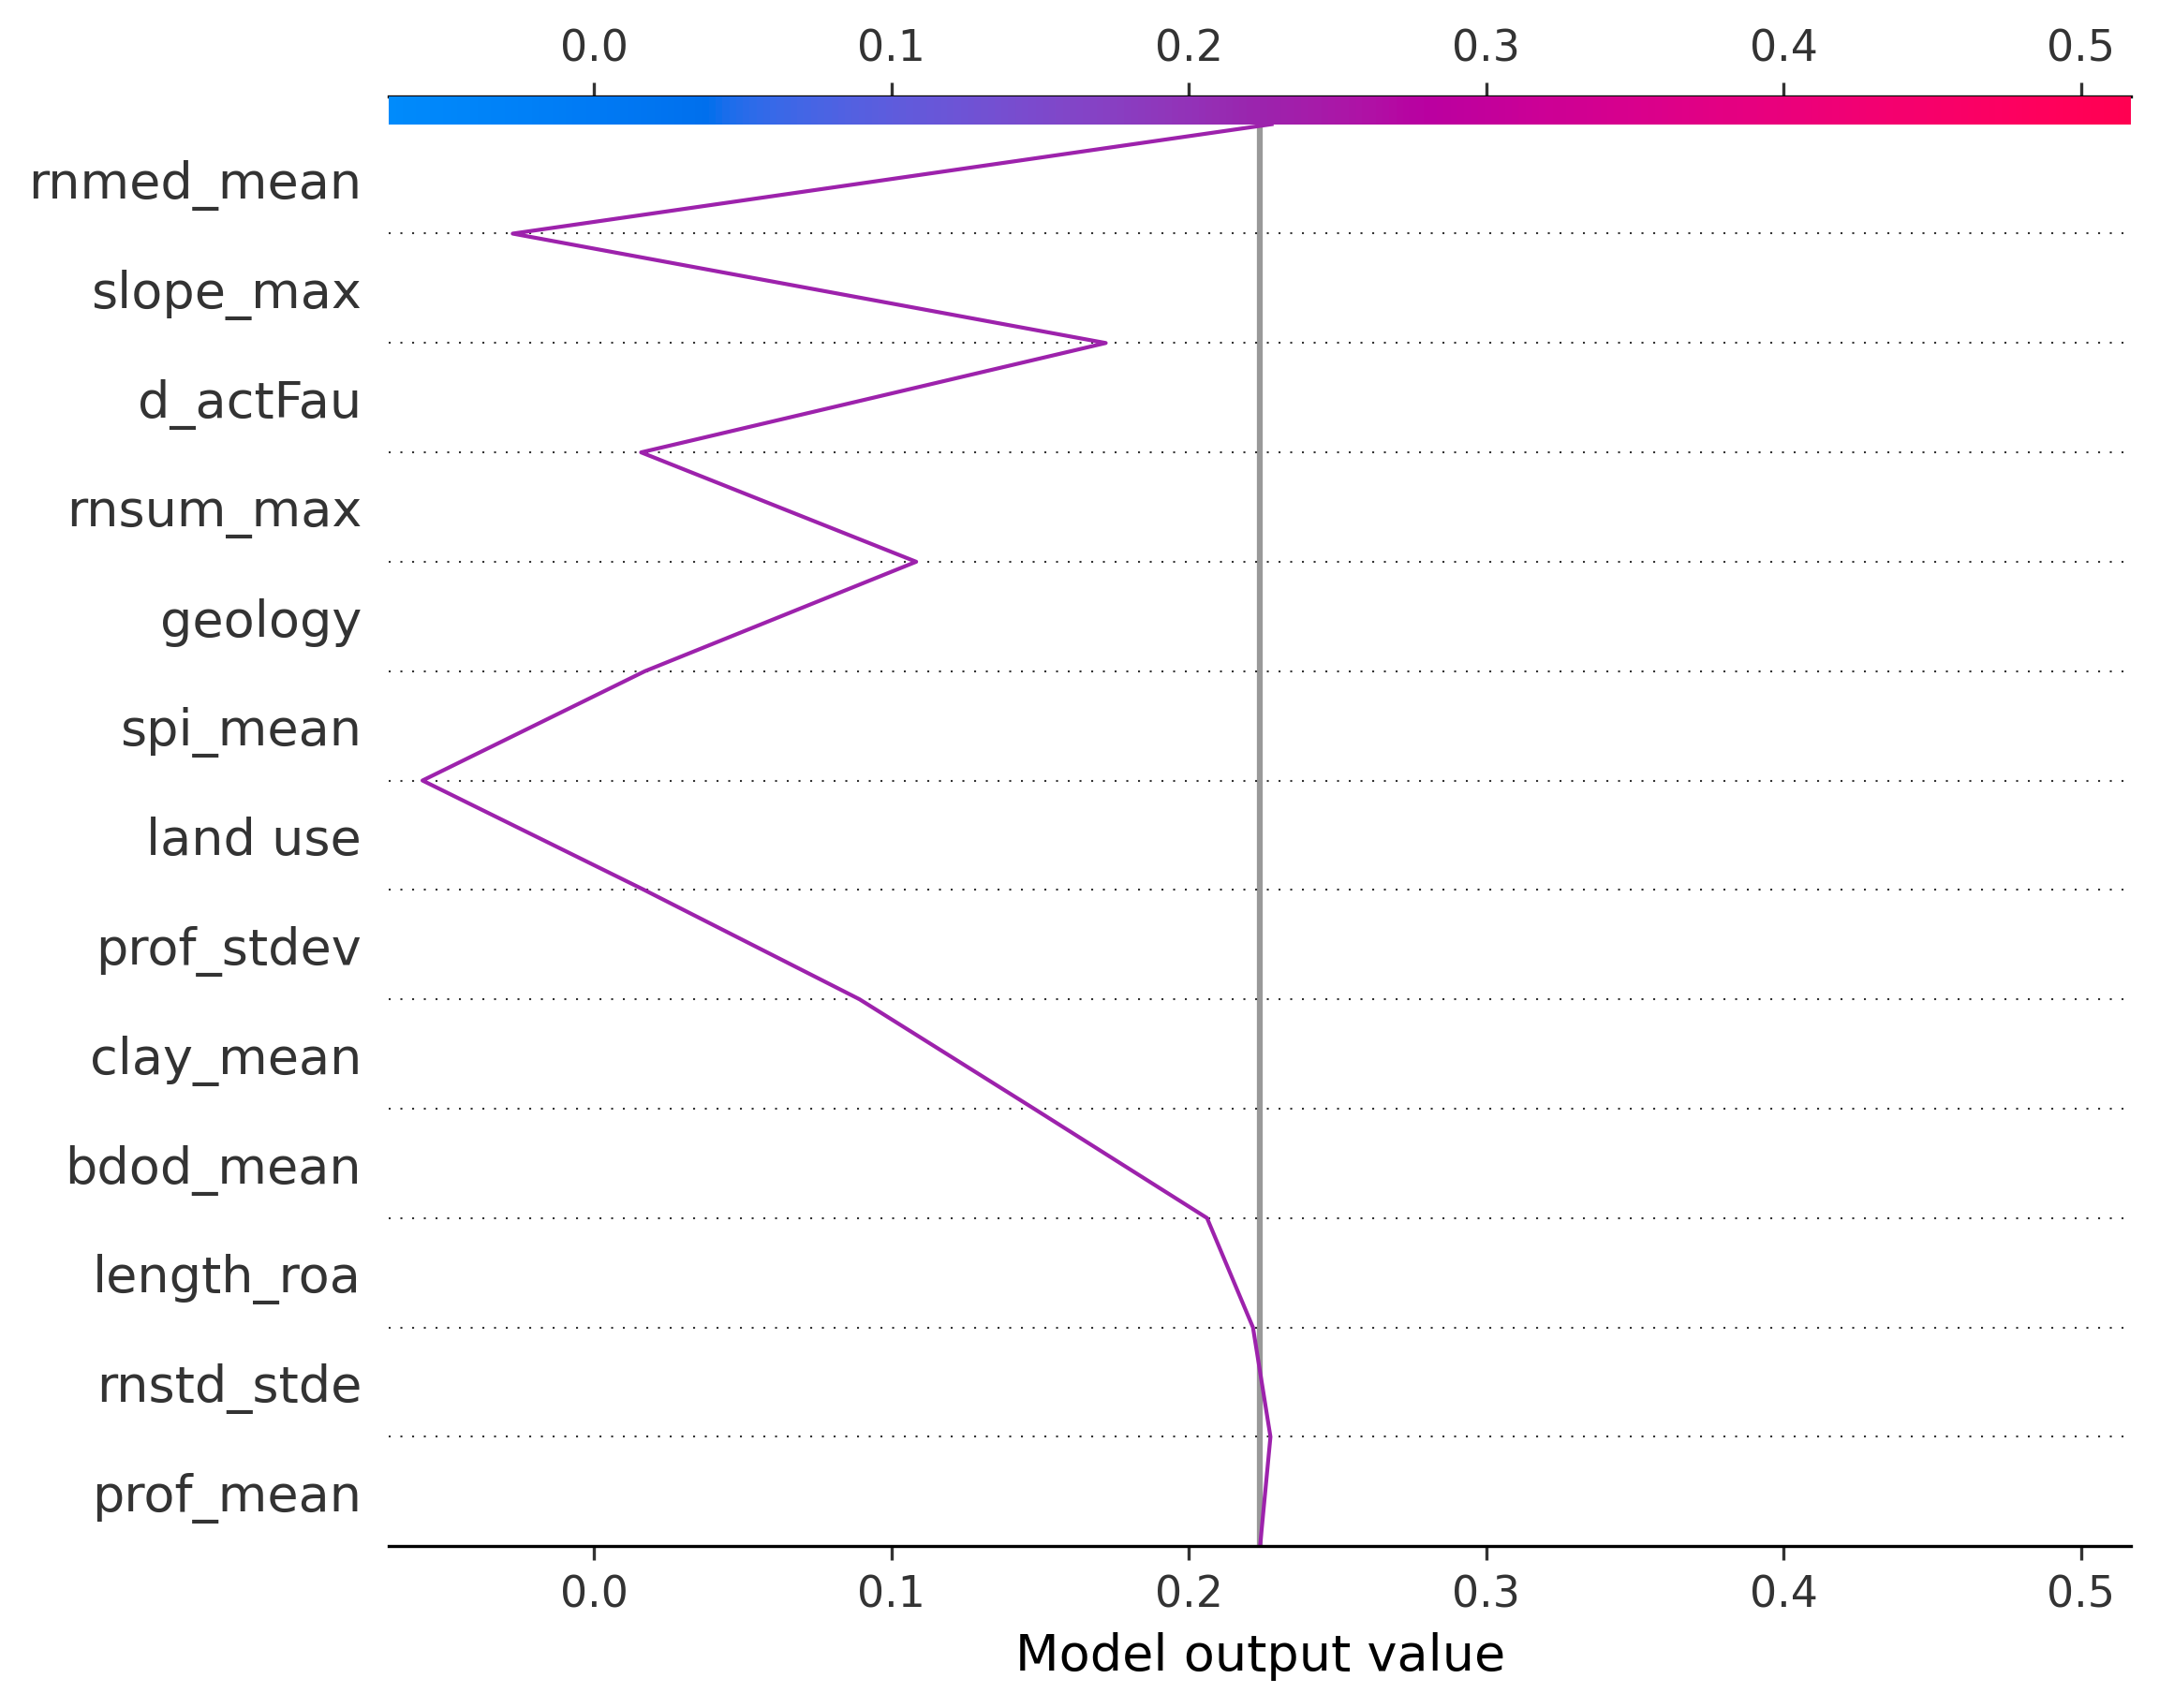 0.0 0.1 0.2 0.3 0.4 0.5
rnmed_mean
slope_max
d_actFau
rnsum_max
geology
spi_mean
land use
prof_stdev
clay_mean
bdod_mean
length_roa
rnstd_stde
prof_mean
0.0 0.1 0.2 0.3 0.4 0.5
Model output value